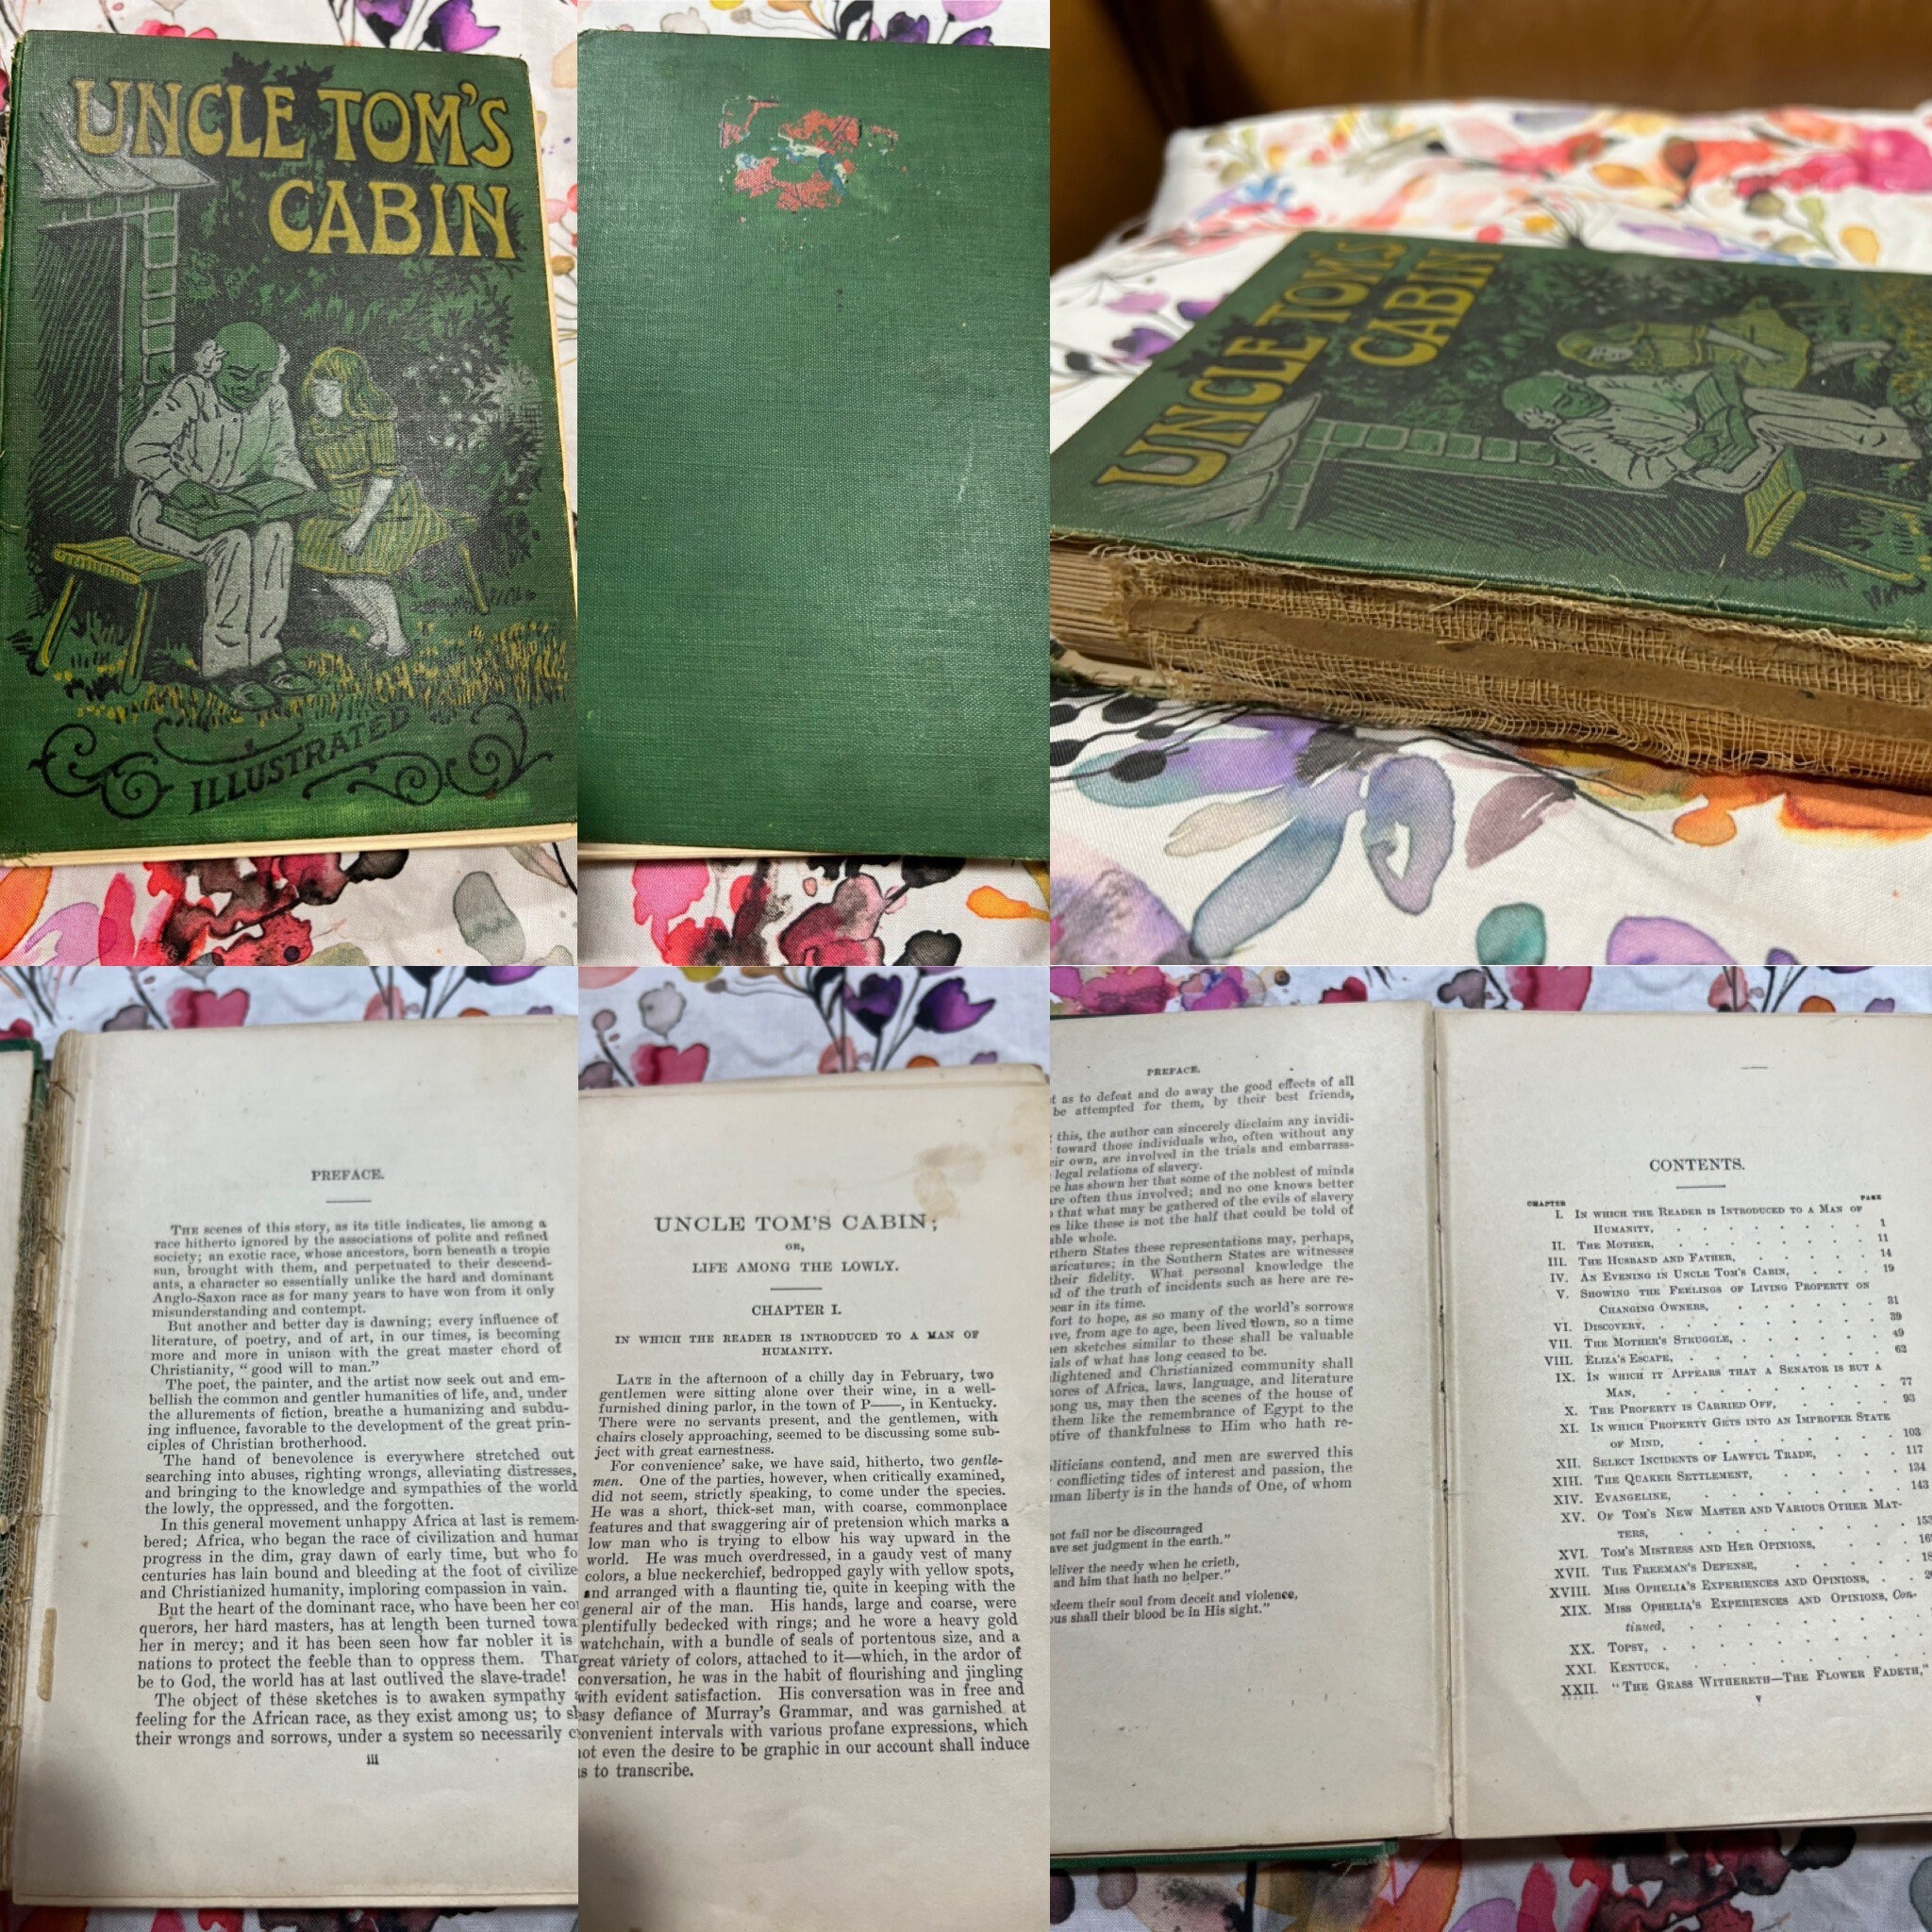 UNCLE TOM'S
CABIN
ILLUSTRATED
UNCLE TOM'S
CABIN
PREFACE.
THE scenes of this story, as its title indicates, lie among a
race hitherto ignored by the associations of polite and refined
society; an exotic race, whose ancestors, born beneath a tropic
sun, brought with them, and perpetuated to their descend-
ants, a character so essentially unlike the hard and dominant
Anglo-Saxon race as for many years to have won from it only
misunderstanding and contempt.
But another and better day is dawning; every influence of
literature, of poetry, and of art, in our times, is becoming
more and more in unison with the great master chord of
Christianity, "good will to man."
The poet, the painter, and the artist now seek out and em-
bellish the common and gentler humanities of life, and, under
the allurements of fiction, breathe a humanizing and subdu-
ing influence, favorable to the development of the great prin-
ciples of Christian brotherhood.
The hand of benevolence is everywhere stretched out
searching into abuses, righting wrongs, alleviating distresses,
and bringing to the knowledge and sympathies of the world
the lowly, the oppressed, and the forgotten.
In this general movement unhappy Africa at last is remem-
bered; Africa, who began the race of civilization and human
progress in the dim, gray dawn of early time, but who fo
centuries has lain bound and bleeding at the foot of civilize
and Christianized humanity, imploring compassion in vain.
But the heart of the dominant race, who have been her co
querors, her hard masters, has at length been turned towa
her in mercy; and it has been seen how far nobler it is
nations to protect the feeble than to oppress them. Than
be to God, the world has at last outlived the slave-trade!
The object of these sketches is to awaken sympathy
feeling for the African race, as they exist among us; to s
their wrongs and sorrows, under a system so necessarily c
iii
UNCLE TOM'S CABIN;
OR,
LIFE AMONG THE LOWLY.
CHAPTER I.
IN WHICH THE READER IS INTRODUCED TO A MAN OF
HUMANITY.
LATE in the afternoon of a chilly day in February, two
gentlemen were sitting alone over their wine, in a well-
furnished dining parlor, in the town of P——, in Kentucky.
There were no servants present, and the gentlemen, with
chairs closely approaching, seemed to be discussing some sub-
ject with great earnestness.
For convenience' sake, we have said, hitherto, two gentle-
men. One of the parties, however, when critically examined,
did not seem, strictly speaking, to come under the species.
He was a short, thick-set man, with coarse, commonplace
features and that swaggering air of pretension which marks a
low man who is trying to elbow his way upward in the
world. He was much overdressed, in a gaudy vest of many
colors, a blue neckerchief, bedropped gayly with yellow spots,
and arranged with a flaunting tie, quite in keeping with the
general air of the man. His hands, large and coarse, were
plentifully bedecked with rings; and he wore a heavy gold
watchchain, with a bundle of seals of portentous size, and a
great variety of colors, attached to it—which, in the ardor of
conversation, he was in the habit of flourishing and jingling
with evident satisfaction. His conversation was in free and
easy defiance of Murray's Grammar, and was garnished at
convenient intervals with various profane expressions, which
not even the desire to be graphic in our account shall induce
us to transcribe.
PREFACE.
t as to defeat and do away the good effects of all
be attempted for them, by their best friends,
this, the author can sincerely disclaim any invidi-
toward those individuals who, often without any
eir own, are involved in the trials and embarrass-
legal relations of slavery.
ce has shown her that some of the noblest of minds
are often thus involved; and no one knows better
that what may be gathered of the evils of slavery
es like these is not the half that could be told of
able whole.
rthern States these representations may, perhaps,
aricatures; in the Southern States are witnesses
their fidelity. What personal knowledge the
ad of the truth of incidents such as here are re-
pear in its time.
fort to hope, as so many of the world's sorrows
ve, from age to age, been lived down, so a time
en sketches similar to these shall be valuable
ials of what has long ceased to be.
lightened and Christianized community shall
ores of Africa, laws, language, and literature
ong us, may then the scenes of the house of
them like the remembrance of Egypt to the
otive of thankfulness to Him who hath re-
oliticians contend, and men are swerved this
conflicting tides of interest and passion, the
uman liberty is in the hands of One, of whom
not fail nor be discouraged
ave set judgment in the earth."
deliver the needy when he crieth,
and him that hath no helper."
edeem their soul from deceit and violence,
ous shall their blood be in His sight."
CONTENTS.
CHAPTER PAGE
I. IN WHICH THE READER IS INTRODUCED TO A MAN OF
HUMANITY, . . . . . . . 1
II. THE MOTHER, . . . . . . . 11
III. THE HUSBAND AND FATHER, . . . . . 14
IV. AN EVENING IN UNCLE TOM'S CABIN, . . . 19
V. SHOWING THE FEELINGS OF LIVING PROPERTY ON
CHANGING OWNERS, . . . . . 31
VI. DISCOVERY, . . . . . . . 39
VII. THE MOTHER'S STRUGGLE, . . . . . 49
VIII. ELIZA'S ESCAPE, . . . . . . 62
IX. IN WHICH IT APPEARS THAT A SENATOR IS BUT A
MAN, . . . . . . . 77
X. THE PROPERTY IS CARRIED OFF, . . . . 93
XI. IN WHICH PROPERTY GETS INTO AN IMPROPER STATE
OF MIND, . . . . . . 103
XII. SELECT INCIDENTS OF LAWFUL TRADE, . . . 117
XIII. THE QUAKER SETTLEMENT, . . . . . 134
XIV. EVANGELINE, . . . . . . . 143
XV. OF TOM'S NEW MASTER AND VARIOUS OTHER MAT-
TERS, . . . . . . . 153
XVI. TOM'S MISTRESS AND HER OPINIONS, . . . 16
XVII. THE FREEMAN'S DEFENSE, . . . . . 18
XVIII. MISS OPHELIA'S EXPERIENCES AND OPINIONS, . . 2
XIX. MISS OPHELIA'S EXPERIENCES AND OPINIONS, Con-
tinued, . . . . . .
XX. TOPSY, . . . . . . .
XXI. KENTUCK, . . . . . . .
XXII. "THE GRASS WITHERETH—THE FLOWER FADETH,"
v